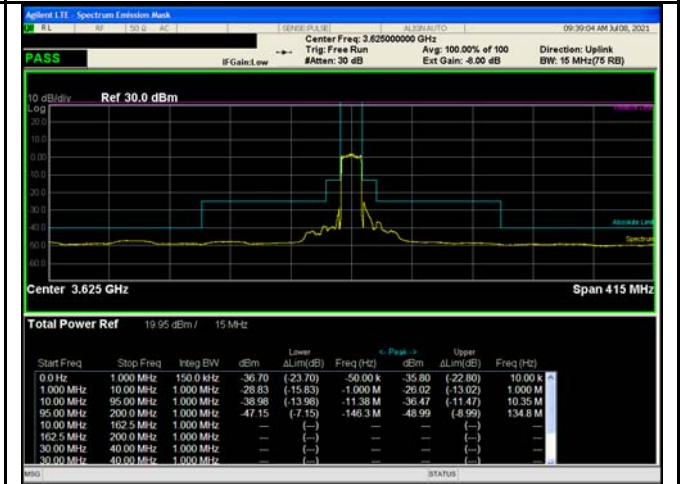 Agilent LTE - Spectrum Emission Mask
RL RF 50 Ω AC SENSE:PULSE ALIGN AUTO 09:39:04 AM Jul 08, 2021
Center Freq: 3.625000000 GHz
PASS Trig: Free Run Avg: 100.00% of 100 Direction: Uplink
IFGain:Low #Atten: 30 dB Ext Gain: -8.00 dB BW: 15 MHz(75 RB)
10 dB/div Ref 30.0 dBm
Log
20.0
10.0
0.00
10.0
20.0
30.0
40.0 Absolute Limit
50.0 Spectrum
60.0
Center 3.625 GHz Span 415 MHz
Total Power Ref 19.95 dBm / 15 MHz
Lower <- Peak -> Upper
Start Freq Stop Freq Integ BW dBm ΔLim(dB) Freq (Hz) dBm ΔLim(dB) Freq (Hz)
0.0 Hz 1.000 MHz 150.0 kHz -36.70 (-23.70) -50.00 k -35.80 (-22.80) 10.00 k
1.000 MHz 10.00 MHz 1.000 MHz -28.83 (-15.83) -1.000 M -26.02 (-13.02) 1.000 M
10.00 MHz 95.00 MHz 1.000 MHz -38.98 (-13.98) -11.38 M -36.47 (-11.47) 10.35 M
95.00 MHz 200.0 MHz 1.000 MHz -47.15 (-7.15) -146.3 M -48.99 (-8.99) 134.8 M
10.00 MHz 162.5 MHz 1.000 MHz --- (---) --- (---) ---
162.5 MHz 200.0 MHz 1.000 MHz --- (---) --- (---) ---
30.00 MHz 40.00 MHz 1.000 MHz --- (---) --- (---) ---
30.00 MHz 40.00 MHz 1.000 MHz --- (---) --- (---) ---
MSG STATUS